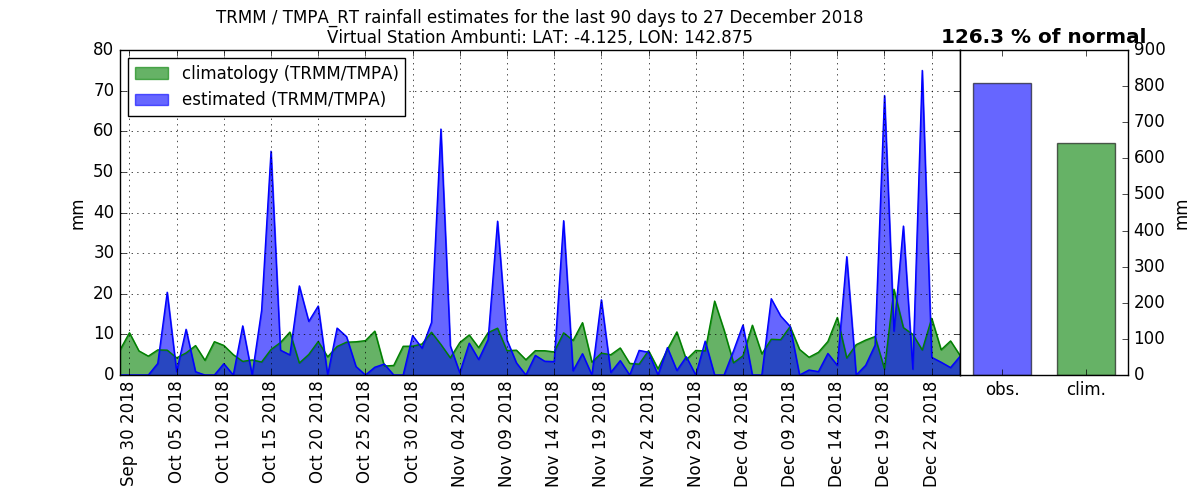 TRMM / TMPA_RT rainfall estimates for the last 90 days to 27 December 2018
Virtual Station Ambunti: LAT: -4.125, LON: 142.875
126.3 % of normal
climatology (TRMM/TMPA)
estimated (TRMM/TMPA)
mm
80
70
60
50
40
30
20
10
0
Sep 30 2018
Oct 05 2018
Oct 10 2018
Oct 15 2018
Oct 20 2018
Oct 25 2018
Oct 30 2018
Nov 04 2018
Nov 09 2018
Nov 14 2018
Nov 19 2018
Nov 24 2018
Nov 29 2018
Dec 04 2018
Dec 09 2018
Dec 14 2018
Dec 19 2018
Dec 24 2018
obs.
clim.
900
800
700
600
500
400
300
200
100
0
mm